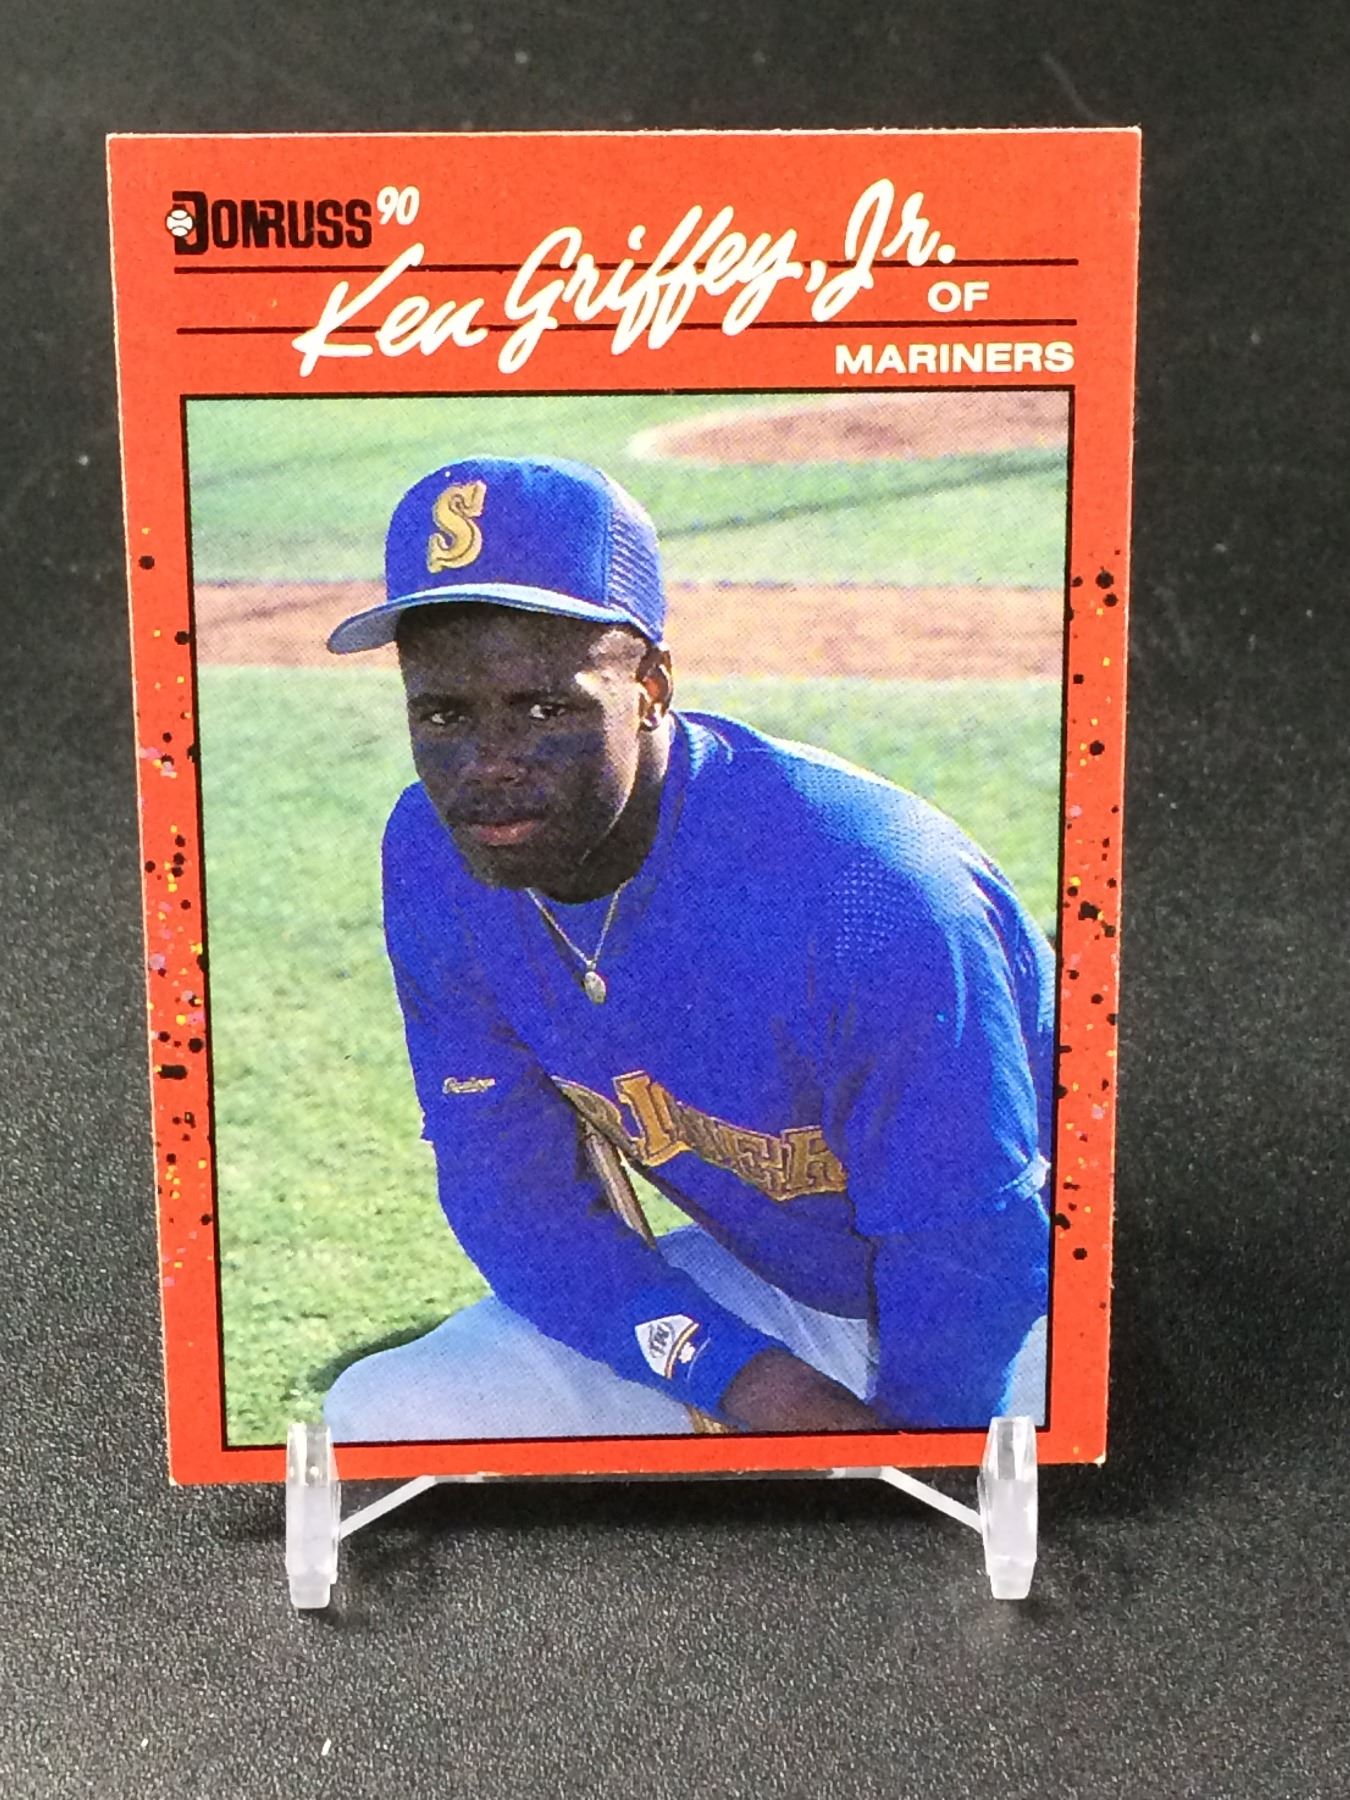 DONRUSS 90
Ken Griffey, Jr.
OF
MARINERS
S